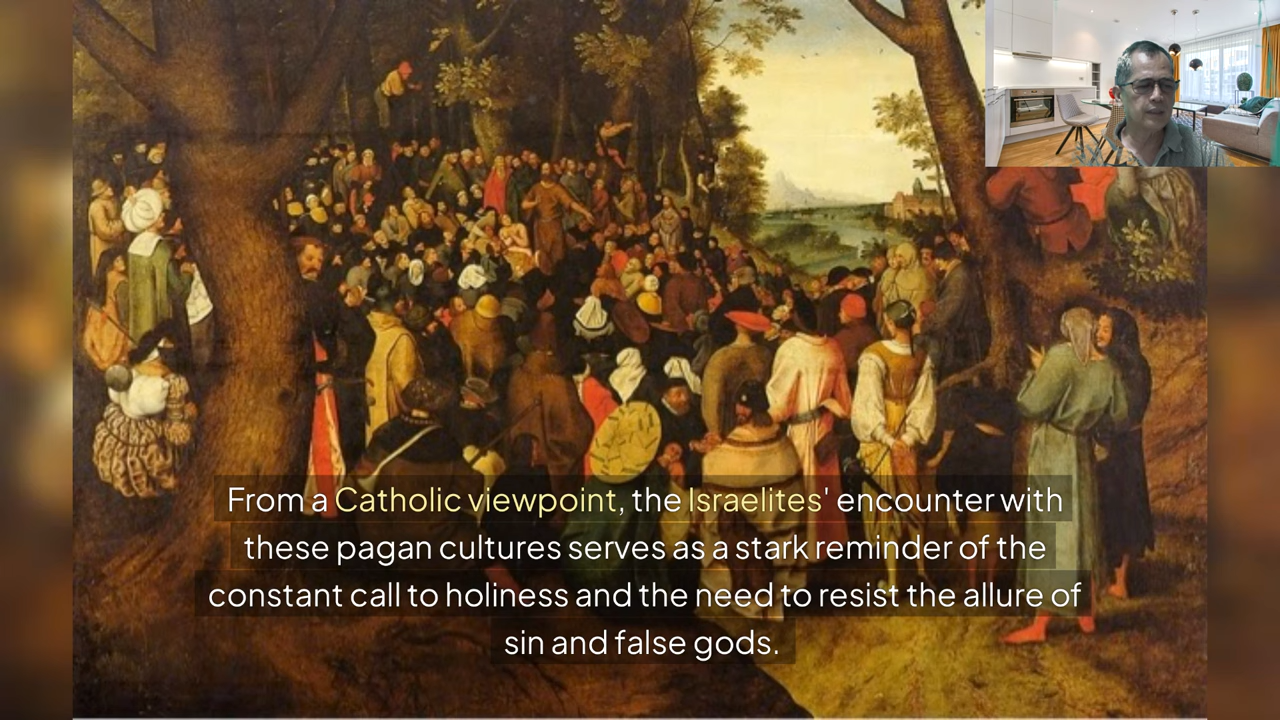 From a Catholic viewpoint, the Israelites' encounter with
these pagan cultures serves as a stark reminder of the
constant call to holiness and the need to resist the allure of
sin and false gods.